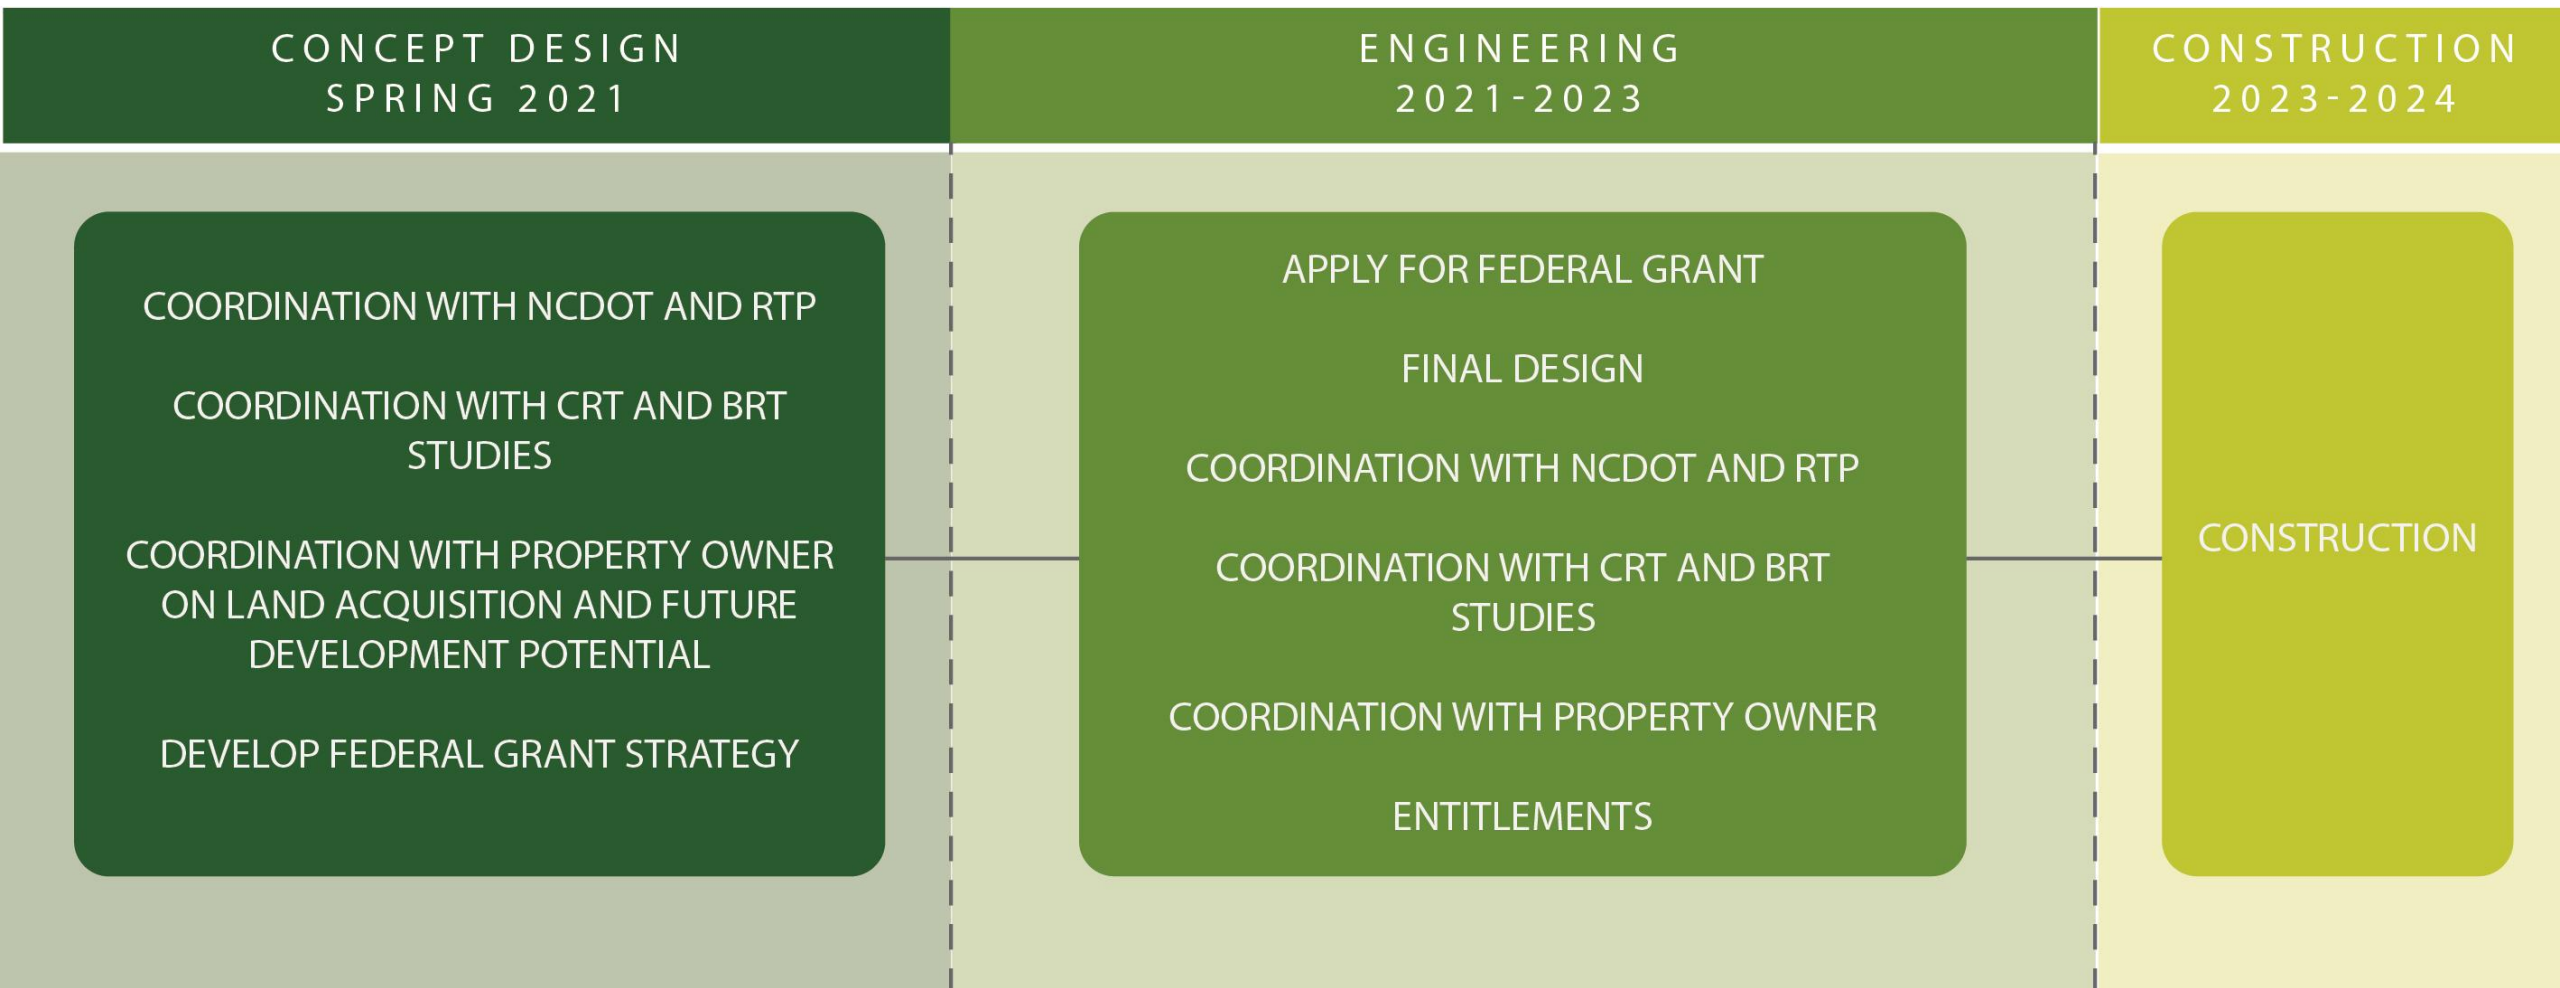 CONCEPT DESIGN
SPRING 2021
ENGINEERING
2021-2023
CONSTRUCTION
2023-2024
COORDINATION WITH NCDOT AND RTP
COORDINATION WITH CRT AND BRT
STUDIES
COORDINATION WITH PROPERTY OWNER
ON LAND ACQUISITION AND FUTURE
DEVELOPMENT POTENTIAL
DEVELOP FEDERAL GRANT STRATEGY
APPLY FOR FEDERAL GRANT
FINAL DESIGN
COORDINATION WITH NCDOT AND RTP
COORDINATION WITH CRT AND BRT
STUDIES
COORDINATION WITH PROPERTY OWNER
ENTITLEMENTS
CONSTRUCTION